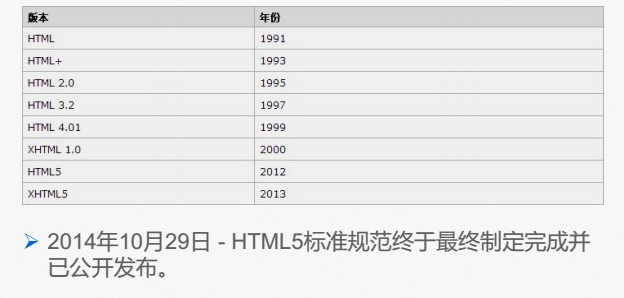 版本 年份
HTML 1991
HTML+ 1993
HTML 2.0 1995
HTML 3.2 1997
HTML 4.01 1999
XHTML 1.0 2000
HTML5 2012
XHTML5 2013
2014年10月29日 - HTML5标准规范终于最终制定完成并
已公开发布。